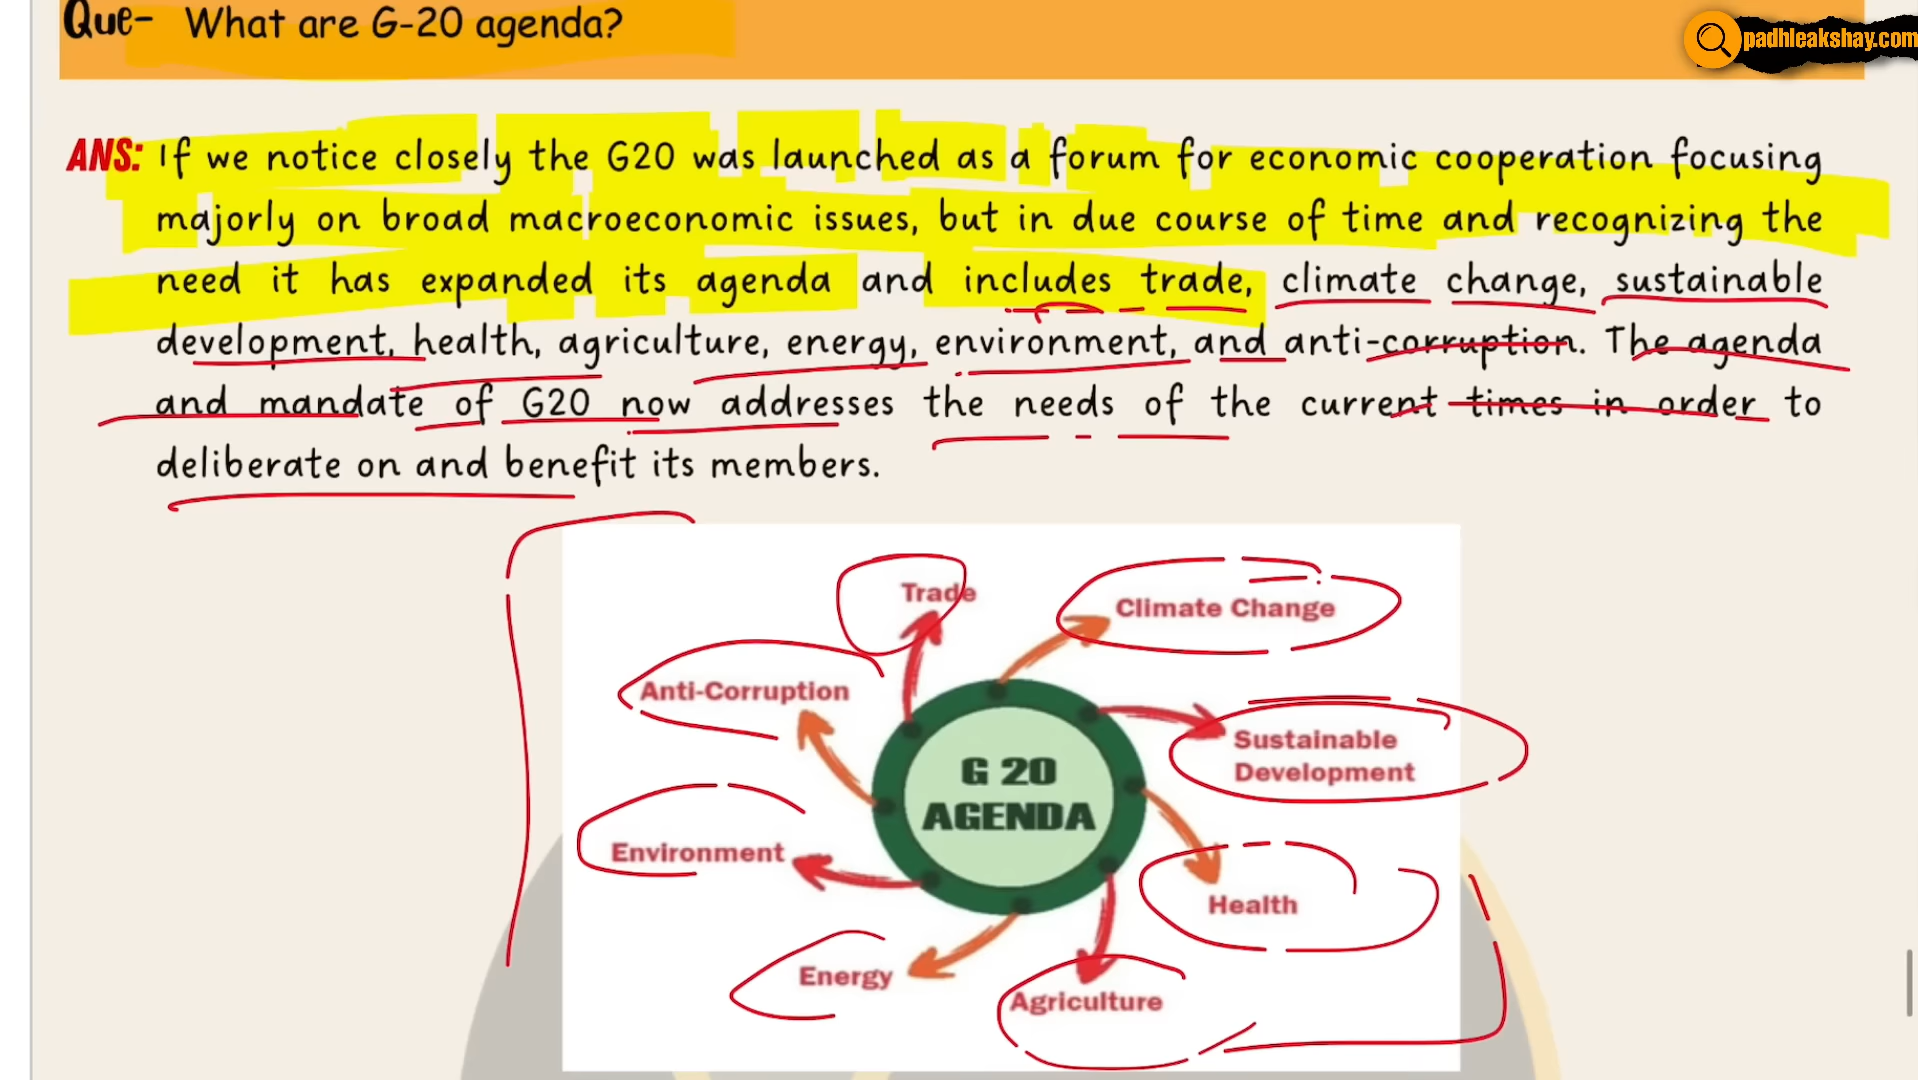 Que- What are G-20 agenda?
padhleakshay.com
ANS: If we notice closely the G20 was launched as a forum for economic cooperation focusing
majorly on broad macroeconomic issues, but in due course of time and recognizing the
need it has expanded its agenda and includes trade, climate change, sustainable
development, health, agriculture, energy, environment, and anti-corruption. The agenda
and mandate of G20 now addresses the needs of the current times in order to
deliberate on and benefit its members.
Trade
Climate Change
Anti-Corruption
Sustainable
Development
G 20
AGENDA
Environment
Health
Energy
Agriculture